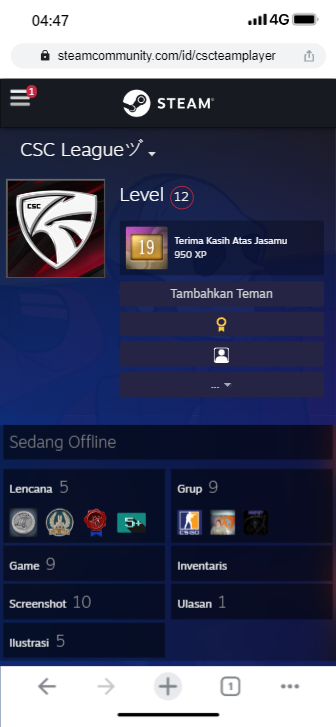 04:47
4G
steamcommunity.com/id/cscteamplayer
1
STEAM®
CSC Leagueヅ
CSC
Level 12
19
Terima Kasih Atas Jasamu
950 XP
Tambahkan Teman
...
Sedang Offline
Lencana 5
Grup 9
5+
CS:GO
Game 9
Inventaris
Screenshot 10
Ulasan 1
Ilustrasi 5
1